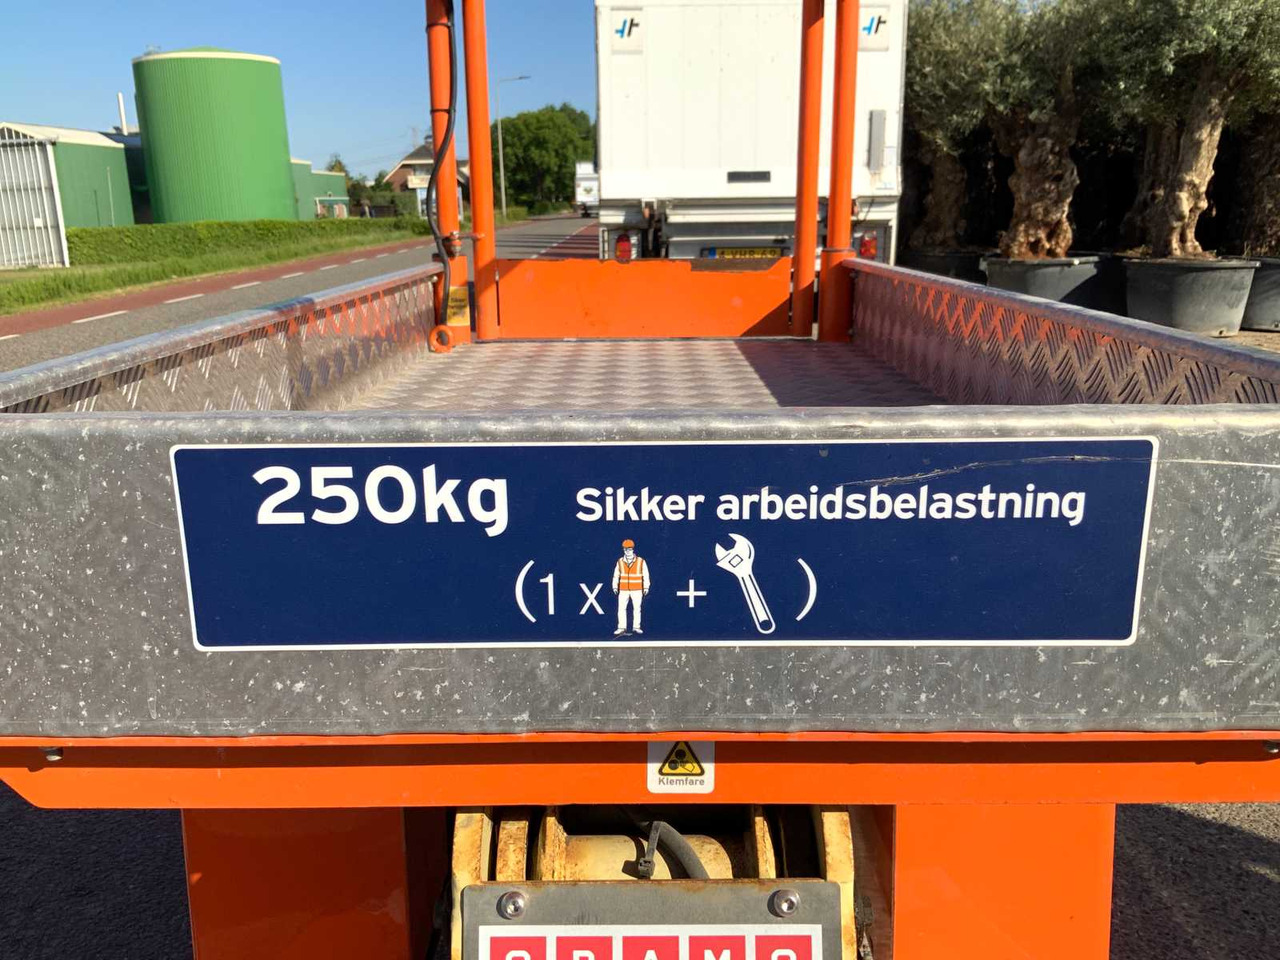 250kg Sikker arbeidsbelastning
(1 x + )
Klemfare